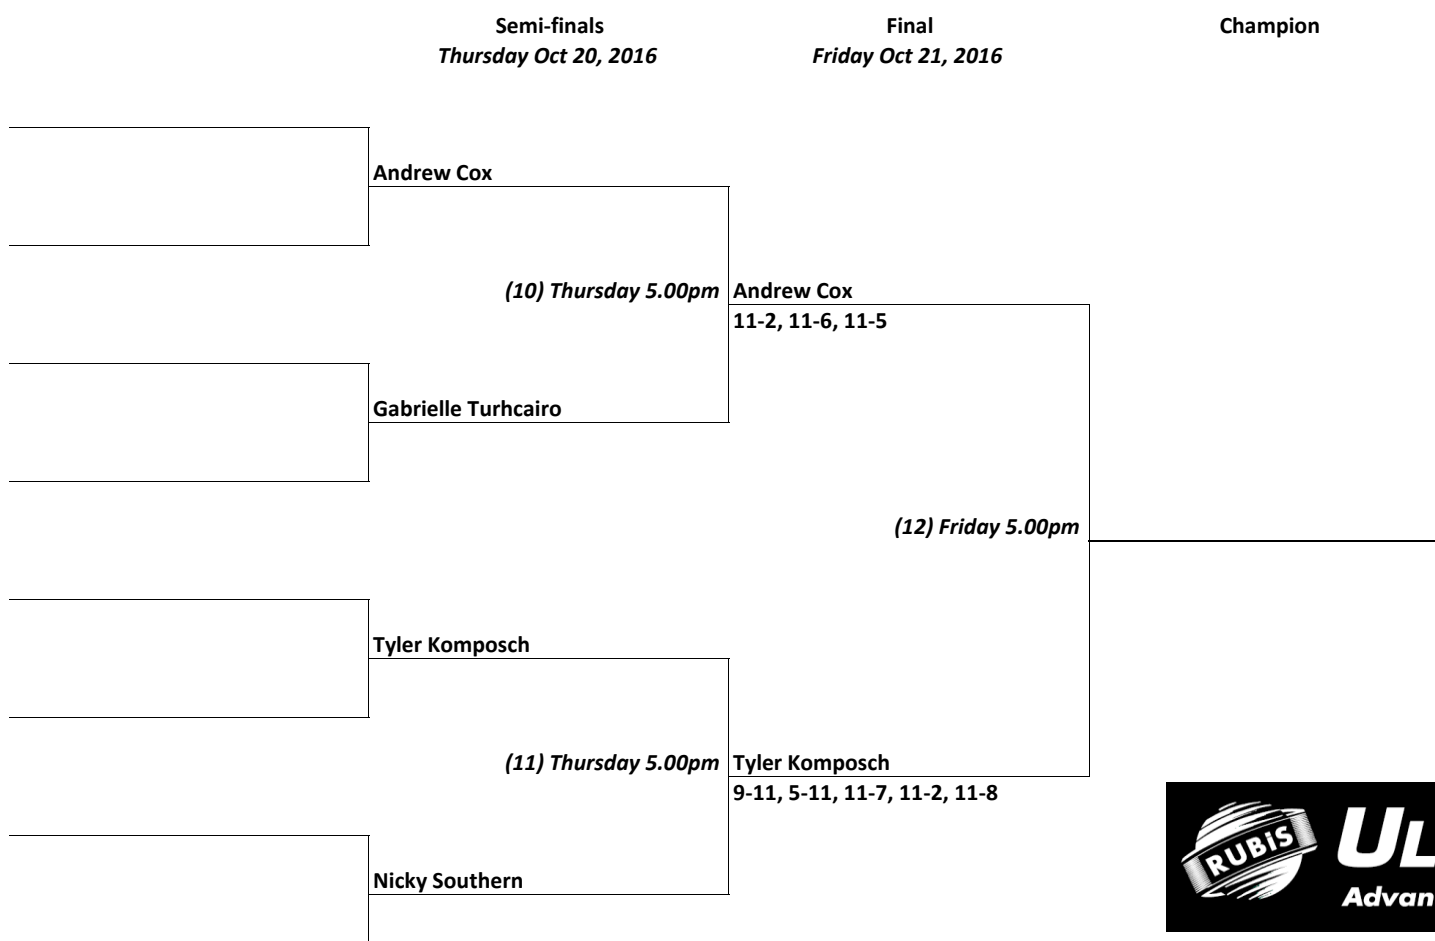 Semi-finals Final Champion
Thursday Oct 20, 2016 Friday Oct 21, 2016
Andrew Cox
(10) Thursday 5.00pm Andrew Cox
11-2, 11-6, 11-5
Gabrielle Turhcairo
(12) Friday 5.00pm
Tyler Komposch
(11) Thursday 5.00pm Tyler Komposch
9-11, 5-11, 11-7, 11-2, 11-8
Nicky Southern
RUBiS
UL
Advan